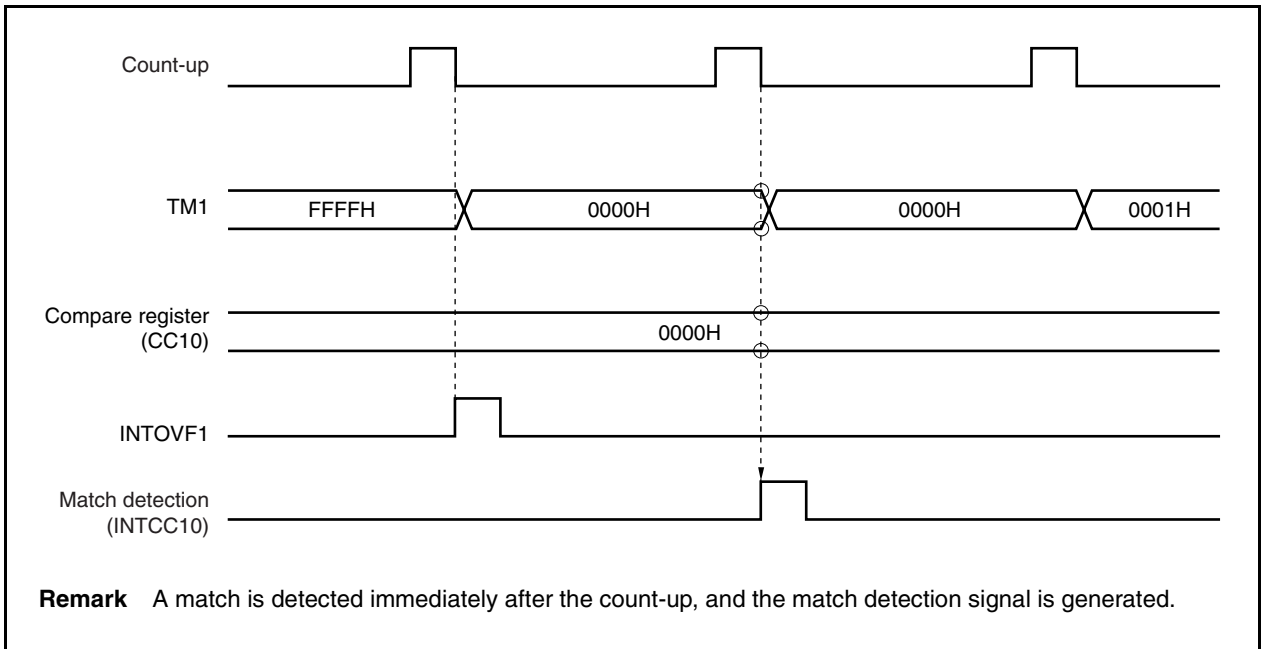 Count-up
TM1
FFFFH 0000H 0000H 0001H
Compare register
(CC10)
0000H
INTOVF1
Match detection
(INTCC10)
Remark A match is detected immediately after the count-up, and the match detection signal is generated.